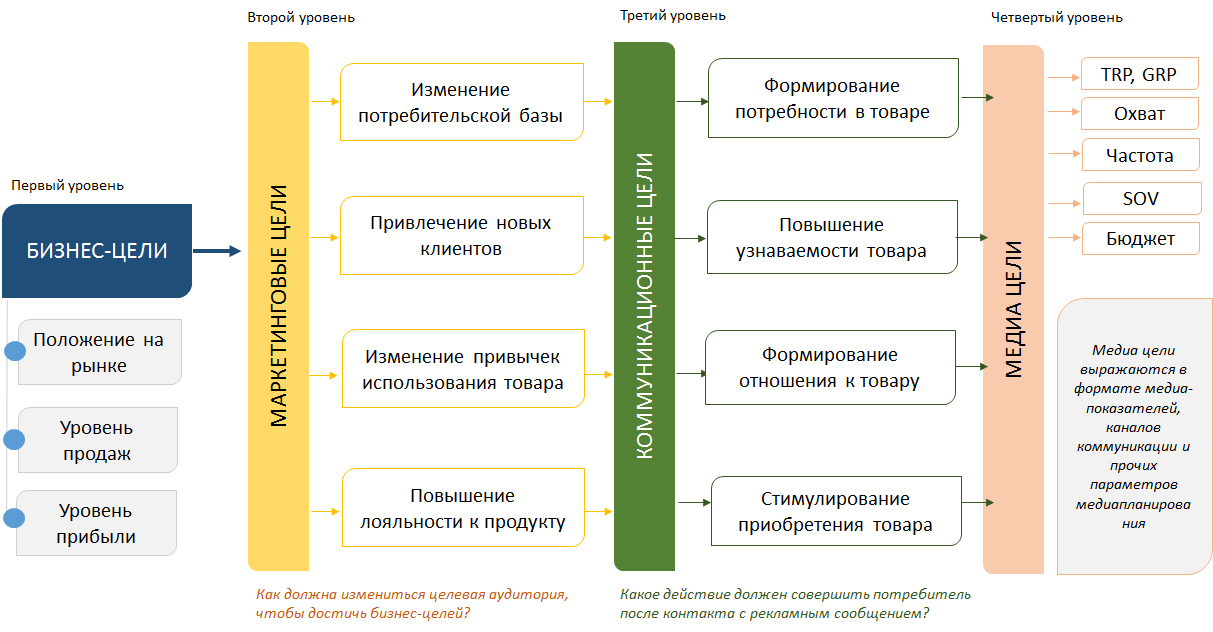 Первый уровень
БИЗНЕС-ЦЕЛИ
Положение на
рынке
Уровень
продаж
Уровень
прибыли
Второй уровень
МАРКЕТИНГОВЫЕ ЦЕЛИ
Изменение
потребительской базы
Привлечение новых
клиентов
Изменение привычек
использования товара
Повышение
лояльности к продукту
Как должна измениться целевая аудитория,
чтобы достичь бизнес-целей?
Третий уровень
КОММУНИКАЦИОННЫЕ ЦЕЛИ
Формирование
потребности в товаре
Повышение
узнаваемости товара
Формирование
отношения к товару
Стимулирование
приобретения товара
Какое действие должен совершить потребитель
после контакта с рекламным сообщением?
Четвертый уровень
МЕДИА ЦЕЛИ
TRP, GRP
Охват
Частота
SOV
Бюджет
Медиа цели
выражаются в
формате медиа-
показателей,
каналов
коммуникации и
прочих
параметров
медиапланирова
ния